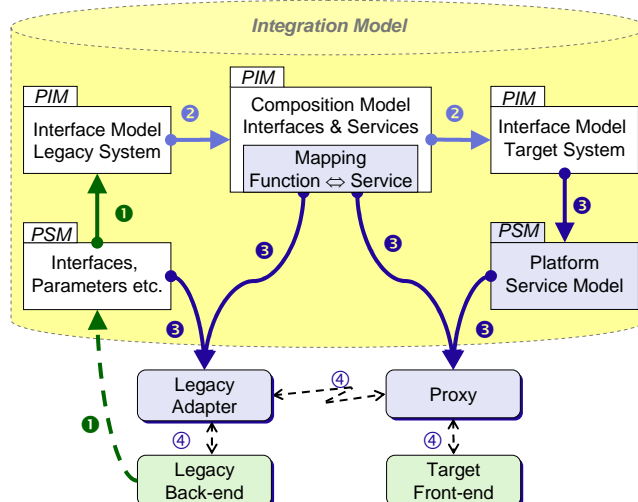 Integration Model
PIM
PIM
PIM
❷
❷
Composition Model
Interfaces & Services
Interface Model
Legacy System
Interface Model
Target System
Mapping
Function ⇔ Service
❶
❸
❸
❸
PSM
PSM
Interfaces,
Parameters etc.
Platform
Service Model
❸
❸
④
Legacy
Adapter
Proxy
❶
④
④
Legacy
Back-end
Target
Front-end